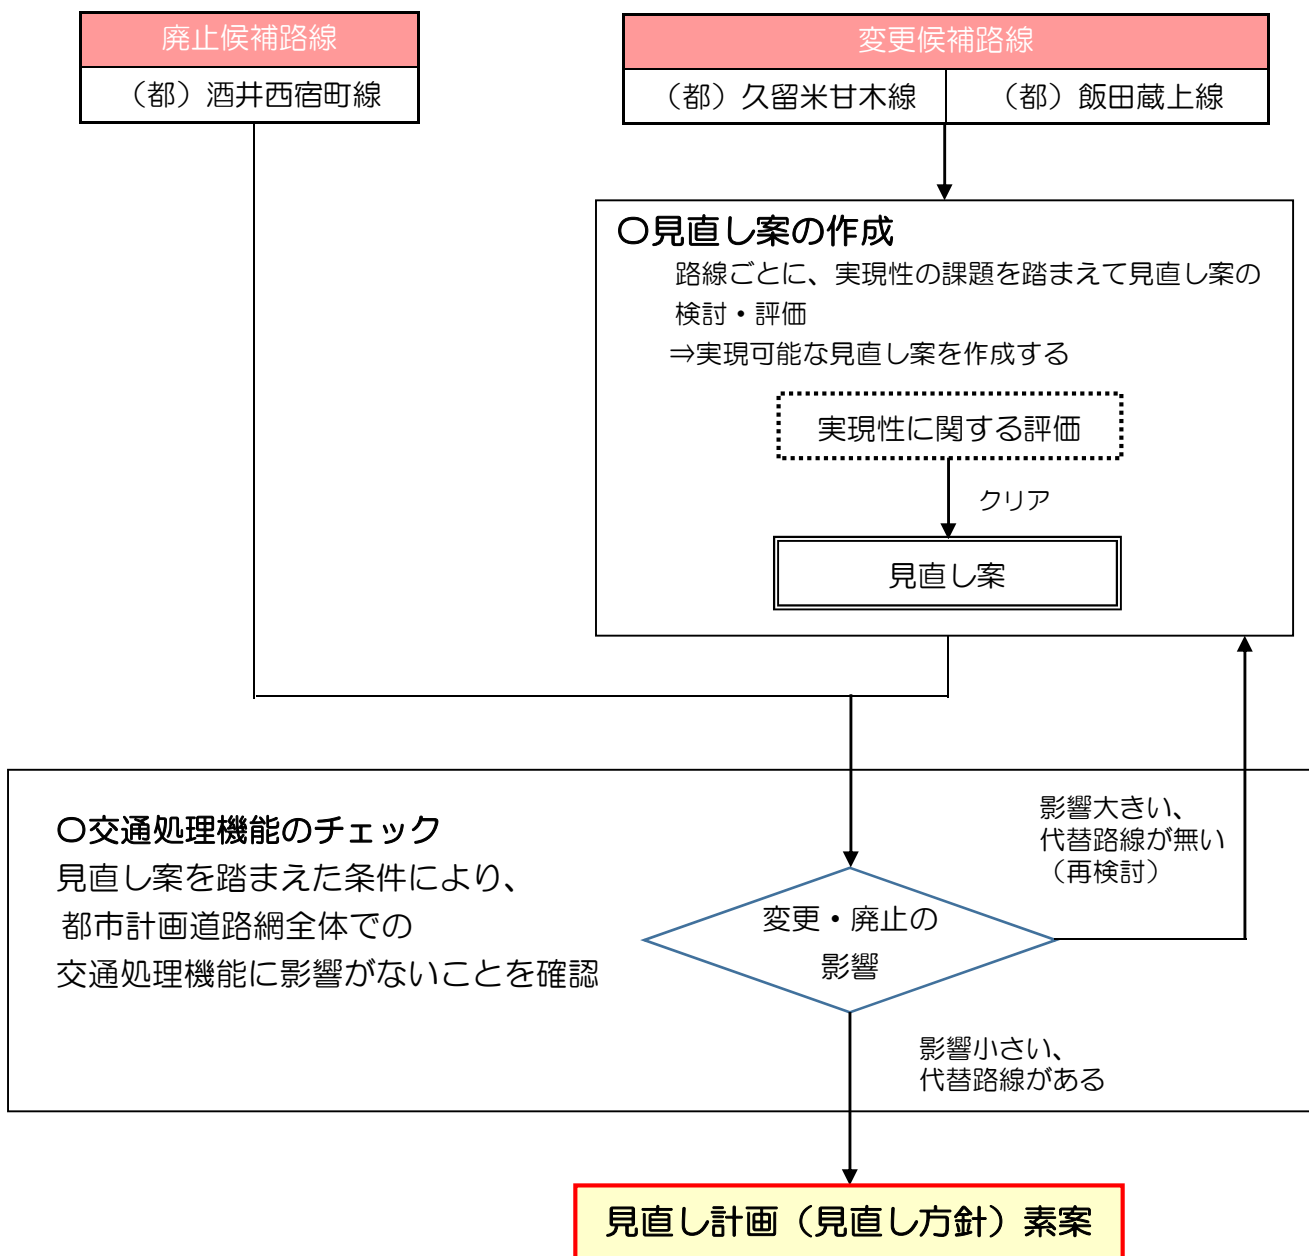 廃止候補路線
（都）酒井西宿町線
変更候補路線
（都）久留米甘木線
（都）飯田蔵上線
〇見直し案の作成
路線ごとに、実現性の課題を踏まえて見直し案の
検討・評価
⇒実現可能な見直し案を作成する
実現性に関する評価
クリア
見直し案
〇交通処理機能のチェック
見直し案を踏まえた条件により、
都市計画道路網全体での
交通処理機能に影響がないことを確認
変更・廃止の
影響
影響大きい、
代替路線が無い
（再検討）
影響小さい、
代替路線がある
見直し計画（見直し方針）素案